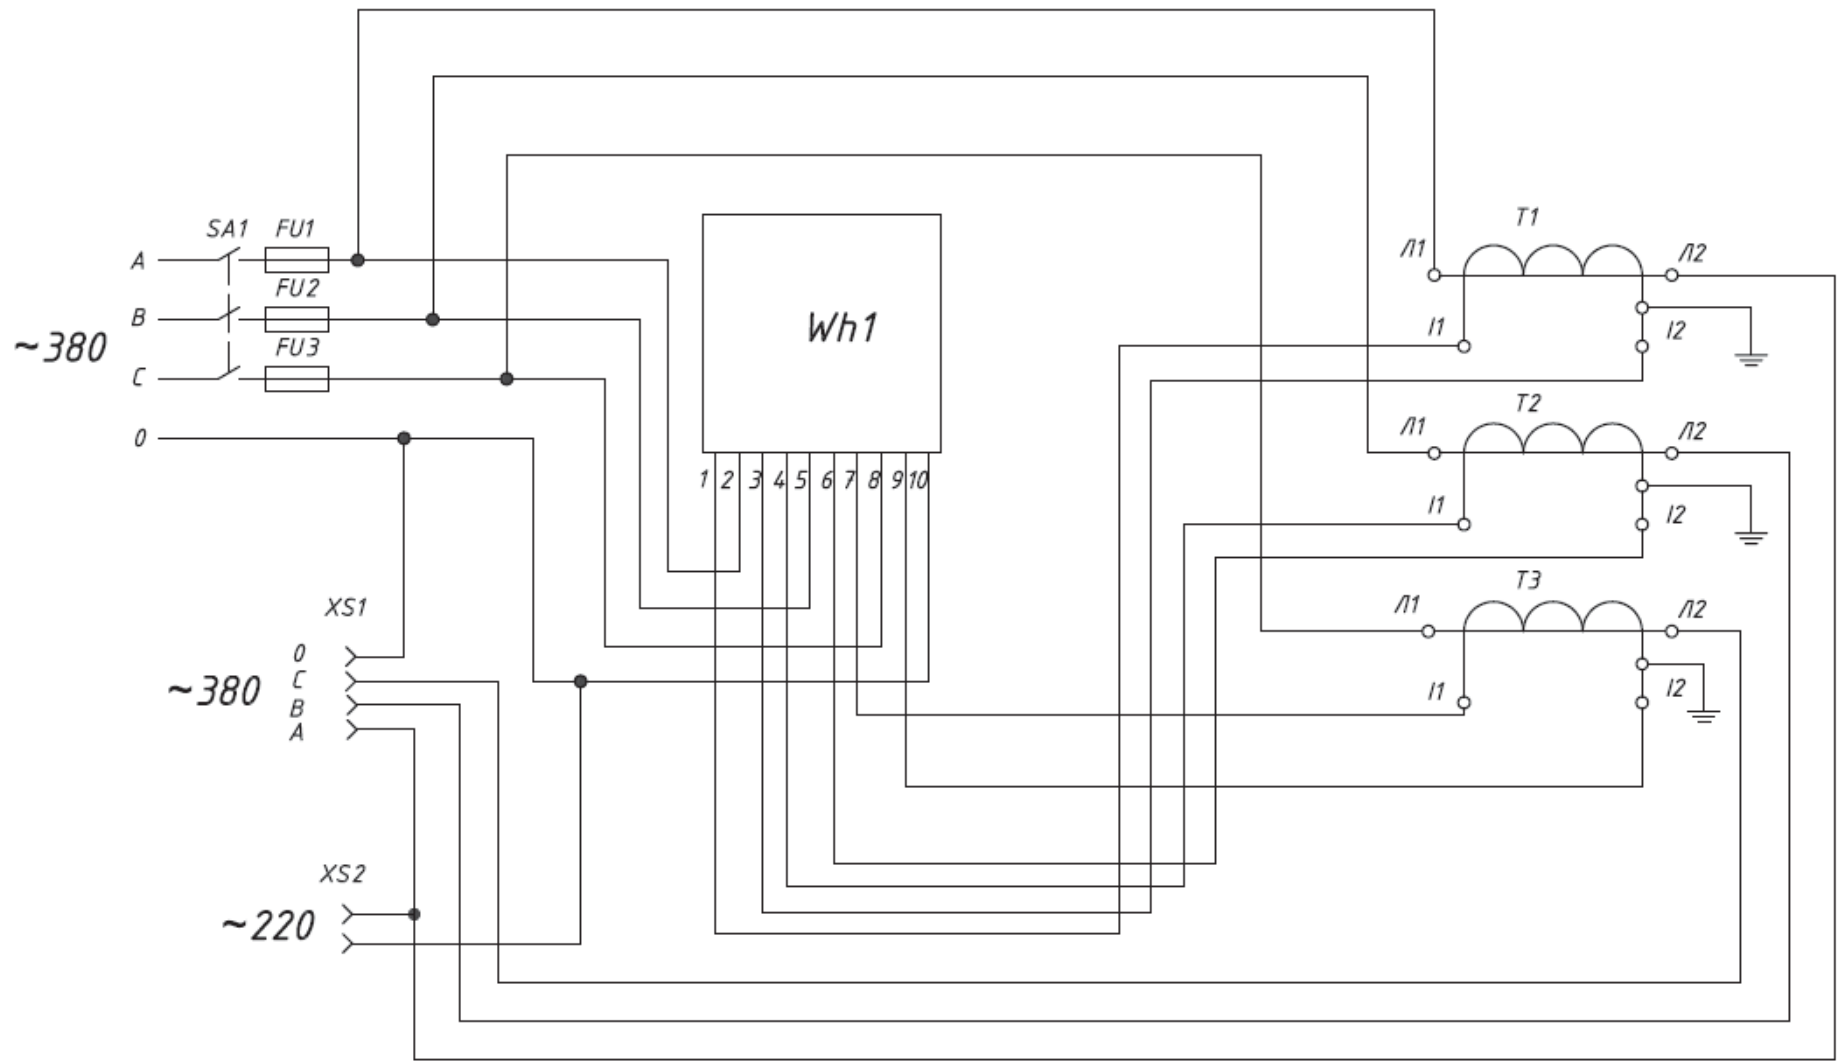 T1
SA1 FU1
Л1 Л2
A
FU2
B
Wh1
I1 I2
~380
FU3
C
T2
0
Л1 Л2
1 2 3 4 5 6 7 8 9 10
I1 I2
T3
XS1
Л1 Л2
0
C
~380
I1 I2
B
A
XS2
~220